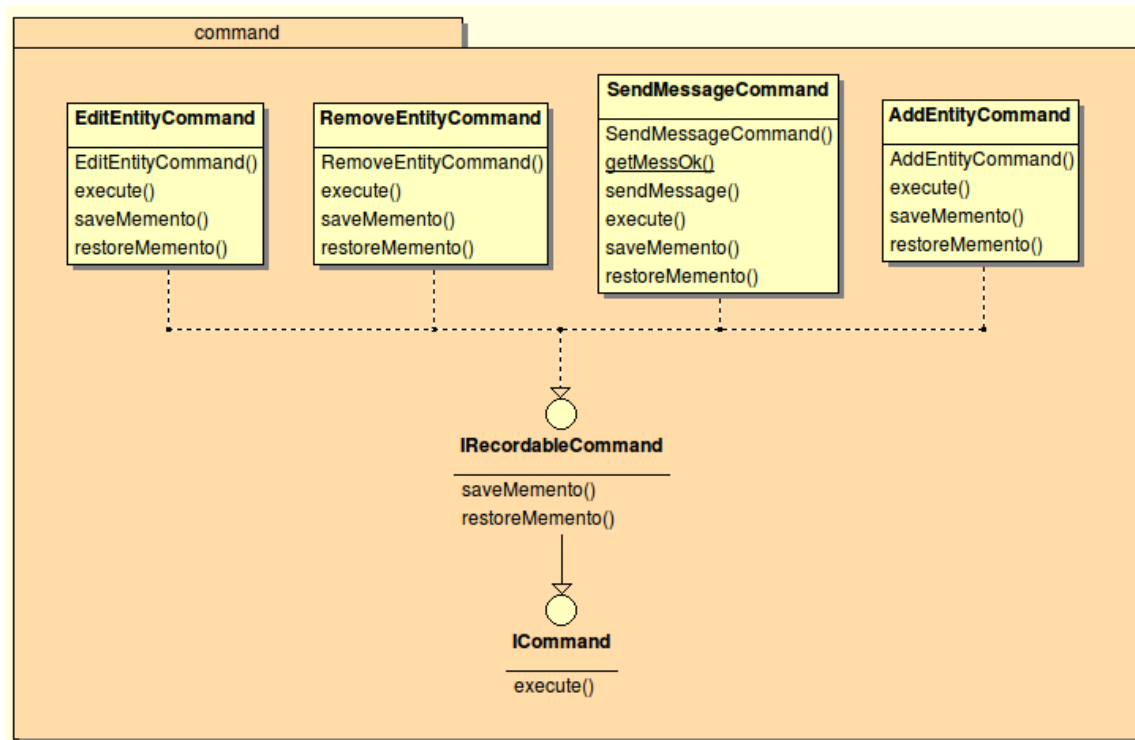 command
EditEntityCommand
EditEntityCommand()
execute()
saveMemento()
restoreMemento()
RemoveEntityCommand
RemoveEntityCommand()
execute()
saveMemento()
restoreMemento()
SendMessageCommand
SendMessageCommand()
getMessOk()
sendMessage()
execute()
saveMemento()
restoreMemento()
AddEntityCommand
AddEntityCommand()
execute()
saveMemento()
restoreMemento()
IRecordableCommand
saveMemento()
restoreMemento()
ICommand
execute()